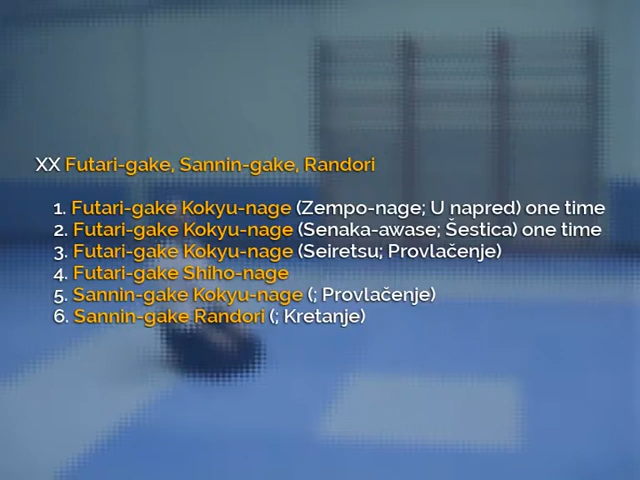 XX Futari-gake, Sannin-gake, Randori
1. Futari-gake Kokyu-nage (Zempo-nage; U napred) one time
2. Futari-gake Kokyu-nage (Senaka-awase; Šestica) one time
3. Futari-gake Kokyu-nage (Seiretsu; Provlačenje)
4. Futari-gake Shiho-nage
5. Sannin-gake Kokyu-nage (; Provlačenje)
6. Sannin-gake Randori (; Kretanje)